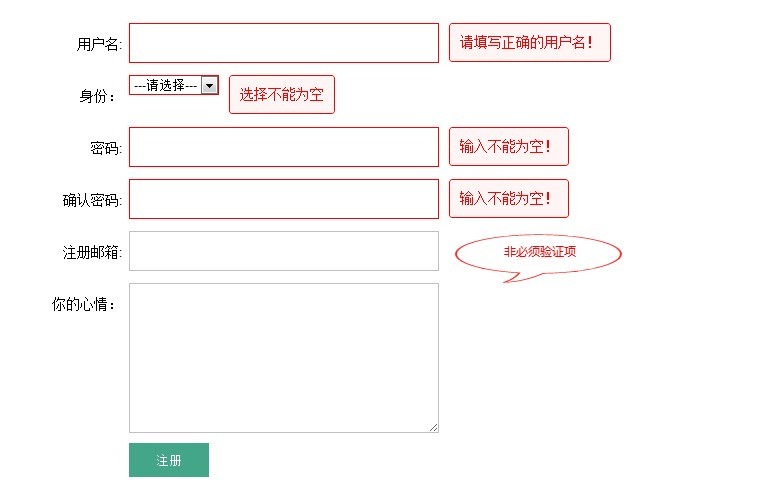 用户名: 请填写正确的用户名!
身份： ---请选择--- 选择不能为空
密码: 输入不能为空!
确认密码: 输入不能为空!
注册邮箱: 非必须验证项
你的心情：
注册